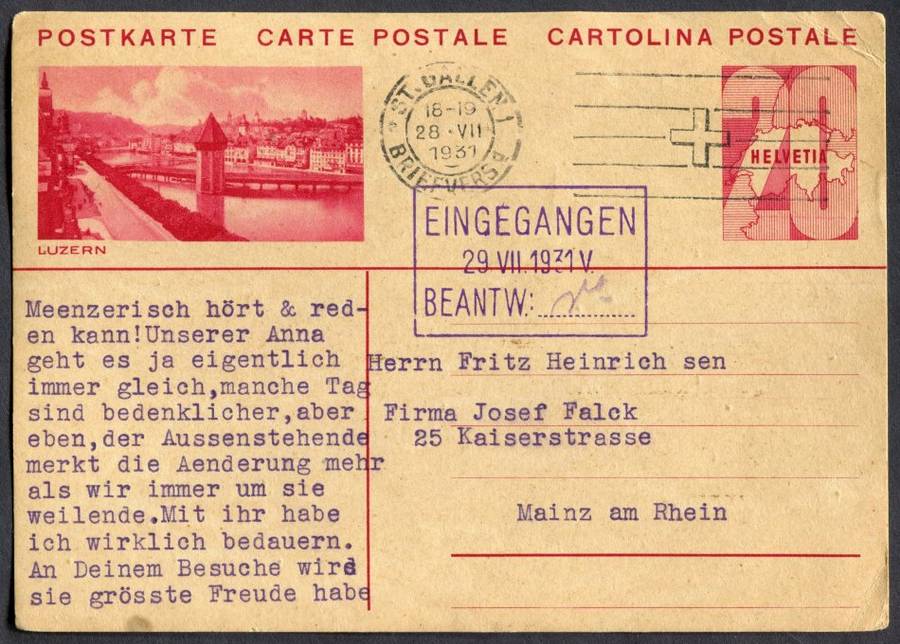 POSTKARTE CARTE POSTALE CARTOLINA POSTALE
LUZERN
ST. GALLEN 1
18-19
28.VII
1931
BRIEFVERSd.
20
HELVETIA
EINGEGANGEN
29 VII. 1931 V.
BEANTW:
Meenzerisch hört & red-
en kann!Unserer Anna
geht es ja eigentlich
immer gleich,manche Tag
sind bedenklicher,aber
eben,der Aussenstehende
merkt die Aenderung mehr
als wir immer um sie
weilende.Mit ihr habe
ich wirklich bedauern.
An Deinem Besuche wird
sie grösste Freude habe
Herrn Fritz Heinrich sen
Firma Josef Falck
25 Kaiserstrasse
Mainz am Rhein